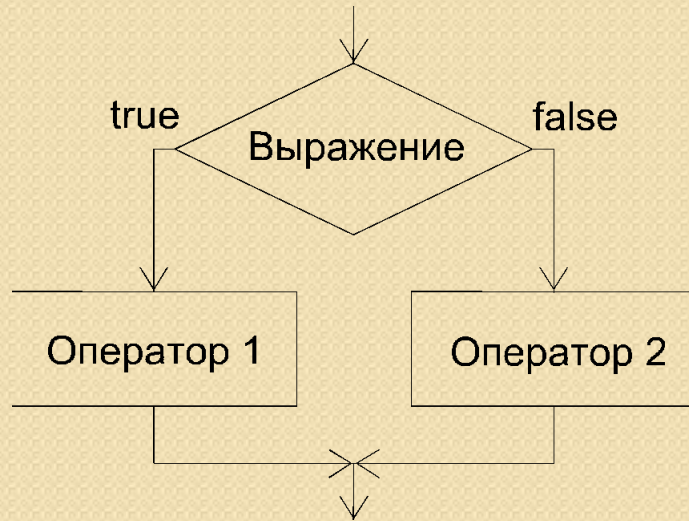 true
false
Выражение
Оператор 1
Оператор 2